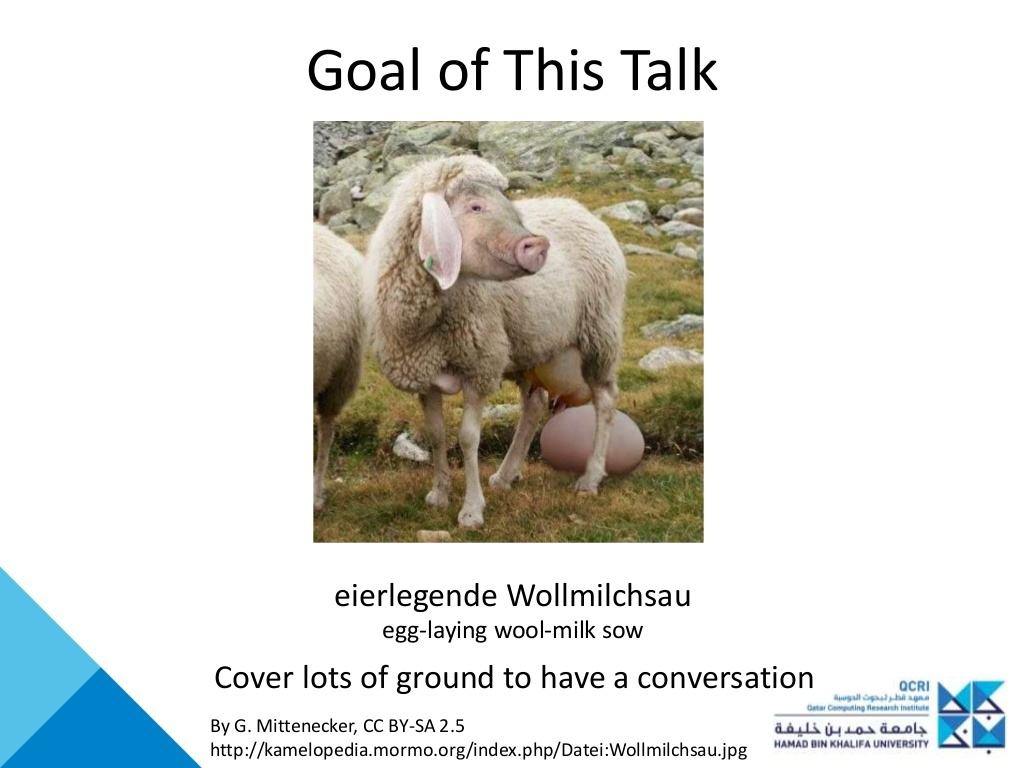 Goal of This Talk
eierlegende Wollmilchsau
egg-laying wool-milk sow
Cover lots of ground to have a conversation
By G. Mittenecker, CC BY-SA 2.5
http://kamelopedia.mormo.org/index.php/Datei:Wollmilchsau.jpg
QCRI
معهد قطر لبحوث الحوسبة
Qatar Computing Research Institute
جامعة حمد بن خليفة
HAMAD BIN KHALIFA UNIVERSITY